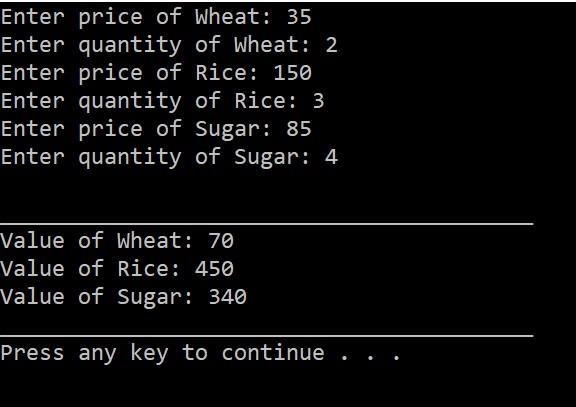 Enter price of Wheat: 35
Enter quantity of Wheat: 2
Enter price of Rice: 150
Enter quantity of Rice: 3
Enter price of Sugar: 85
Enter quantity of Sugar: 4
Value of Wheat: 70
Value of Rice: 450
Value of Sugar: 340
Press any key to continue . . .